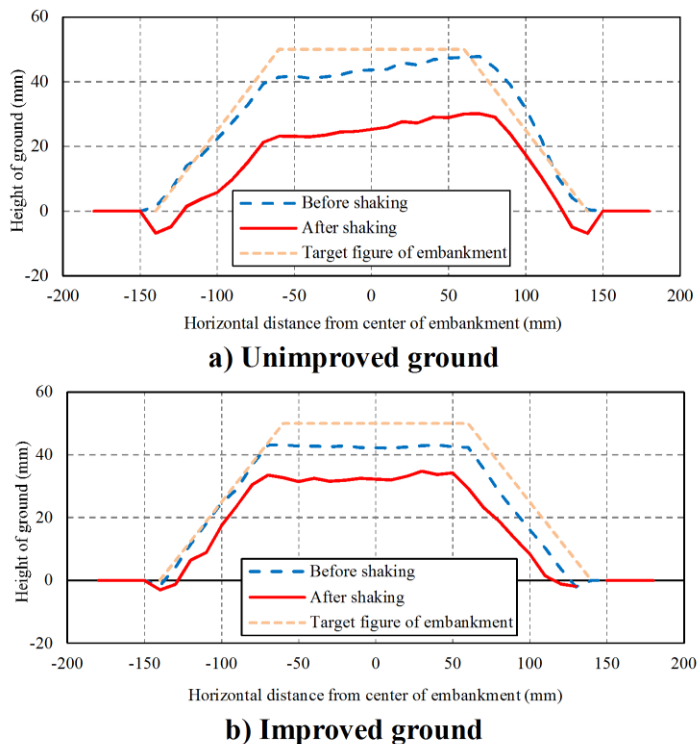 60
40
20
0
-20
Height of ground (mm)
Before shaking
After shaking
Target figure of embankment
-200 -150 -100 -50 0 50 100 150 200
Horizontal distance from center of embankment (mm)
a) Unimproved ground
60
40
20
0
-20
Height of ground (mm)
Before shaking
After shaking
Target figure of embankment
-200 -150 -100 -50 0 50 100 150 200
Horizontal distance from center of embankment (mm)
b) Improved ground